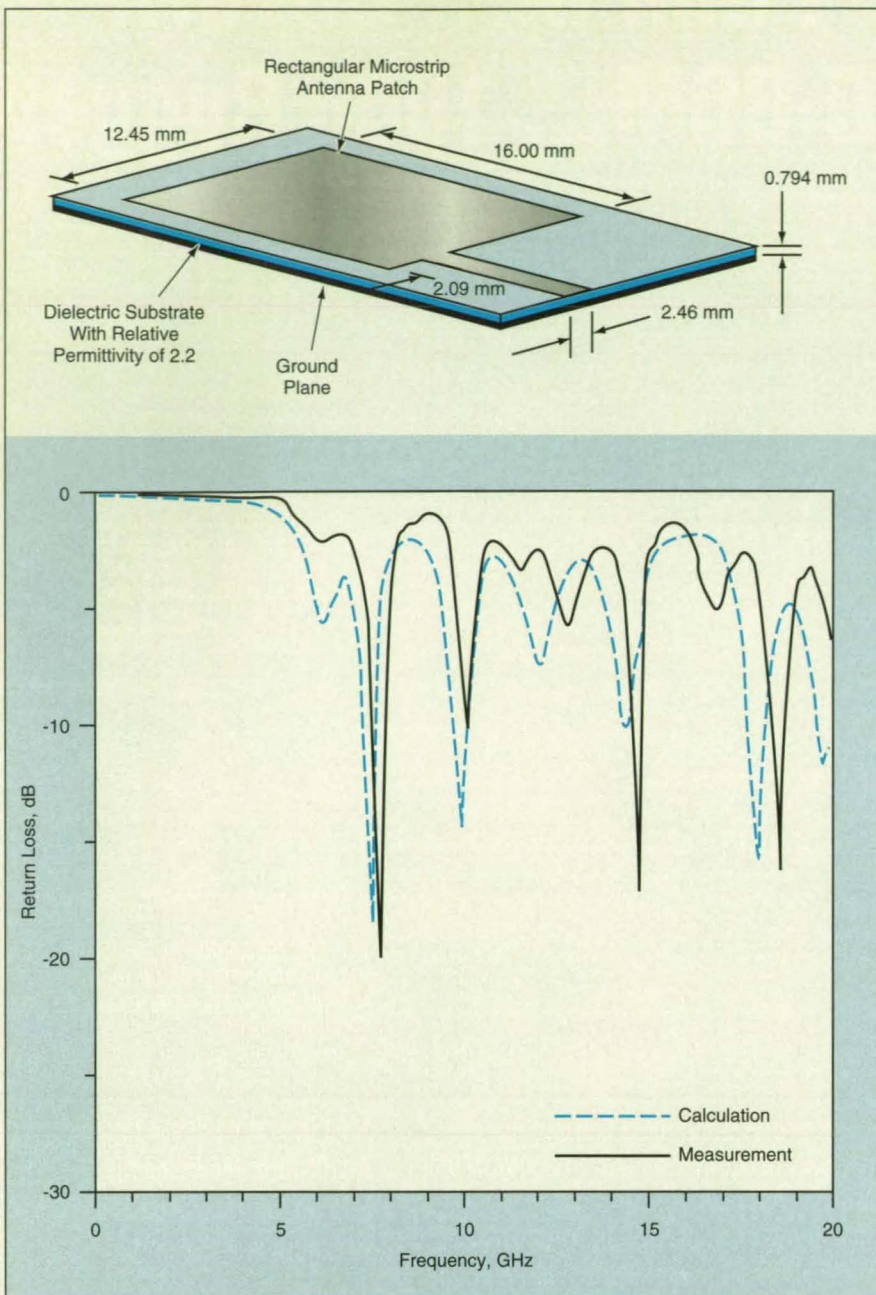 Rectangular Microstrip
Antenna Patch
12.45 mm
16.00 mm
0.794 mm
2.09 mm
2.46 mm
Dielectric Substrate
With Relative
Permittivity of 2.2
Ground
Plane
0
-10
-20
-30
Return Loss, dB
Calculation
Measurement
0
5
10
15
20
Frequency, GHz